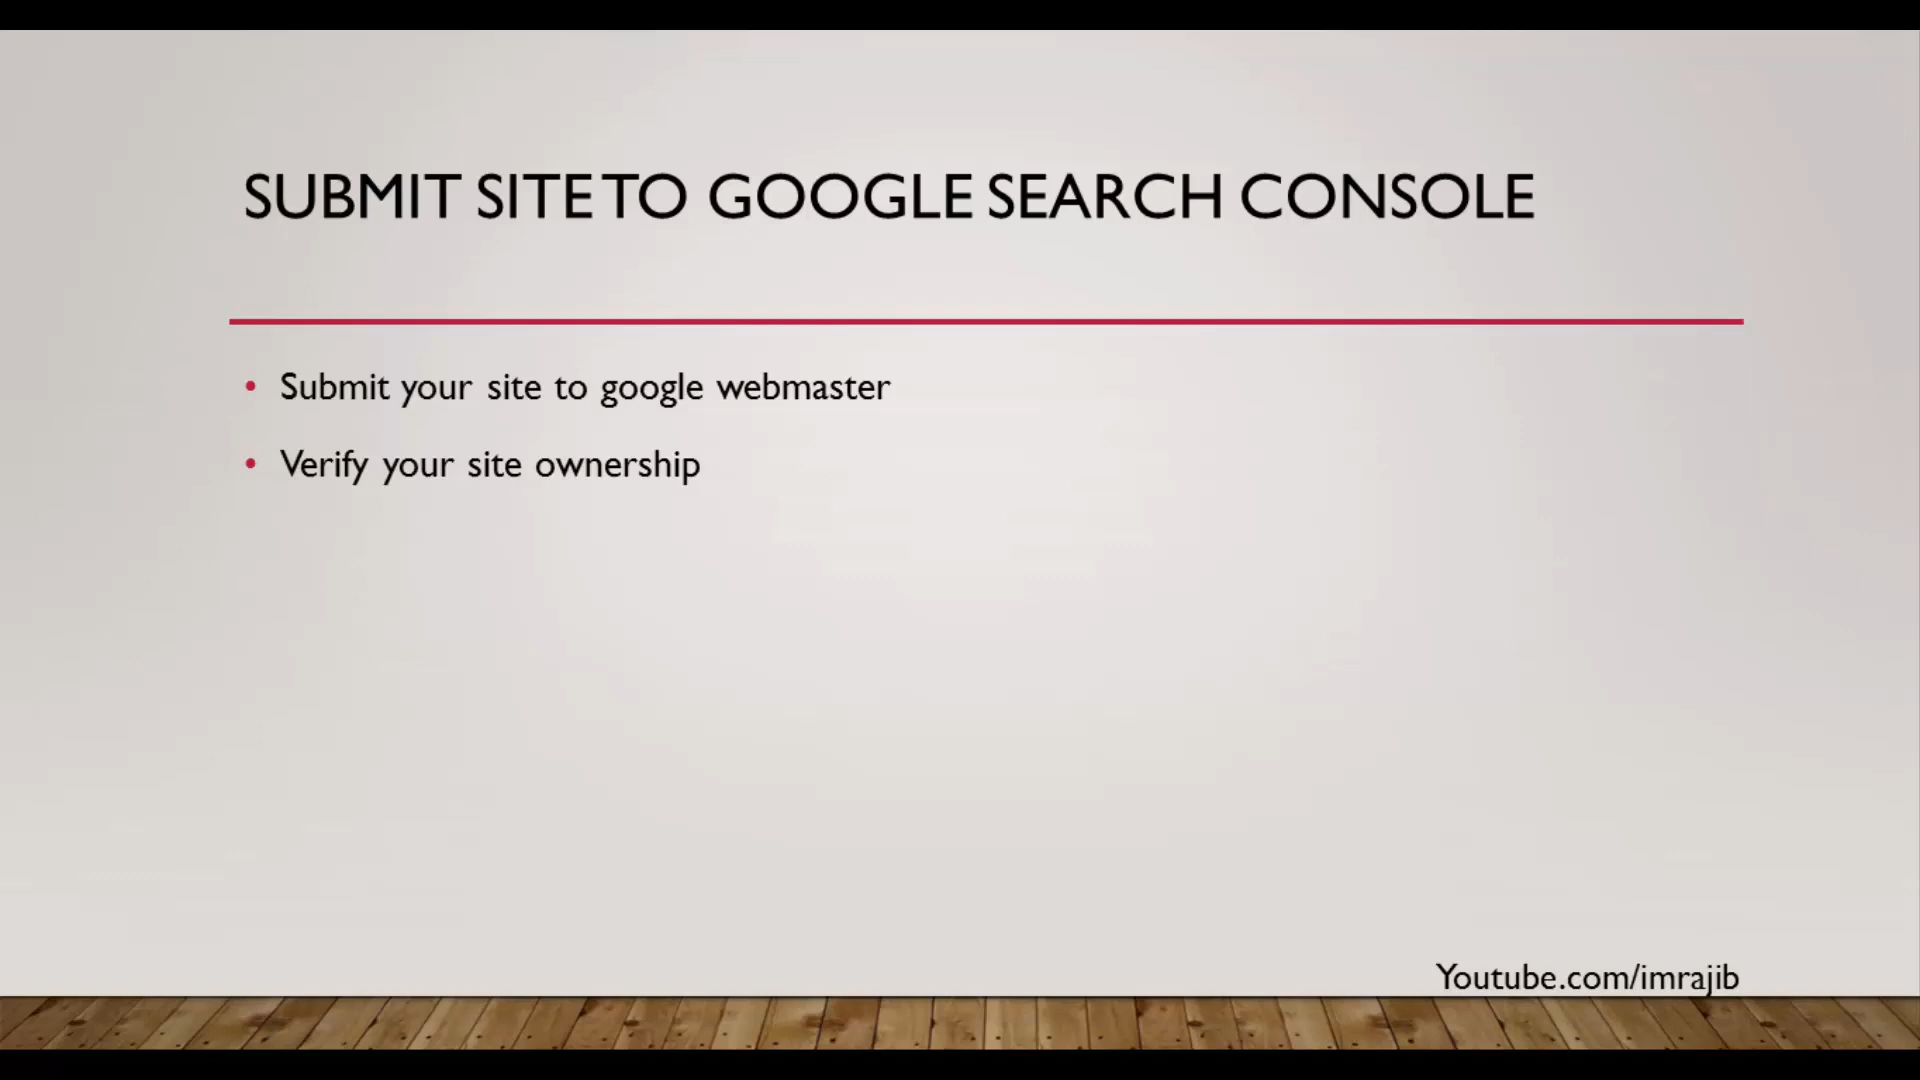 SUBMIT SITE TO GOOGLE SEARCH CONSOLE
• Submit your site to google webmaster
• Verify your site ownership
Youtube.com/imrajib